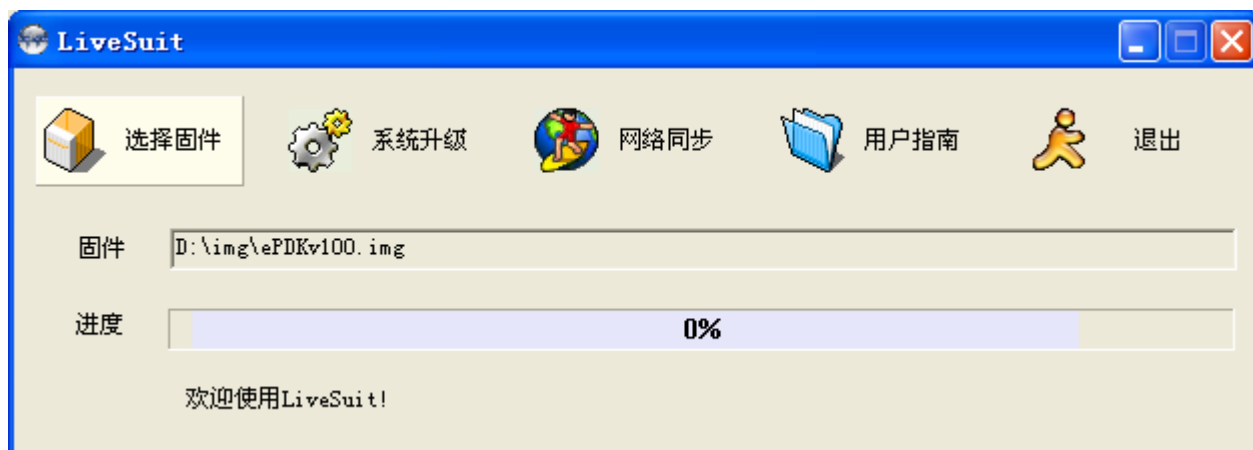 LiveSuit
选择固件 系统升级 网络同步 用户指南 退出
固件 D:\img\ePDKv100.img
进度 0%
欢迎使用LiveSuit!